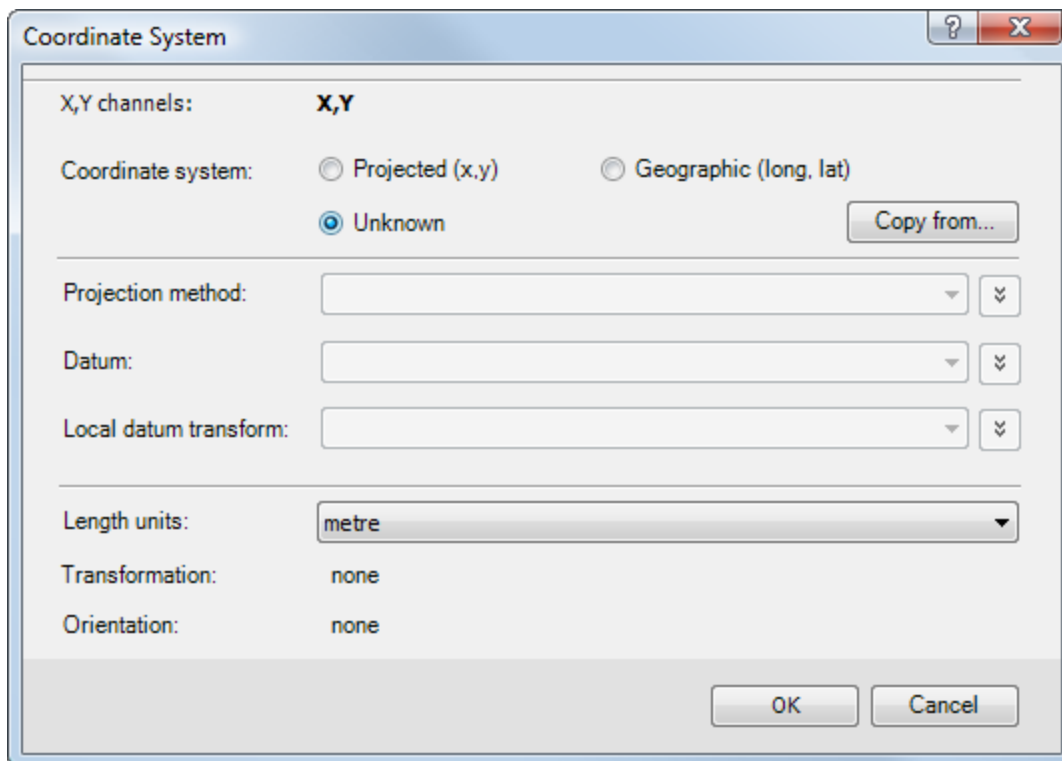 Coordinate System
X,Y channels: X,Y
Coordinate system: Projected (x,y) Geographic (long, lat)
Unknown Copy from...
Projection method:
Datum:
Local datum transform:
Length units: metre
Transformation: none
Orientation: none
OK Cancel